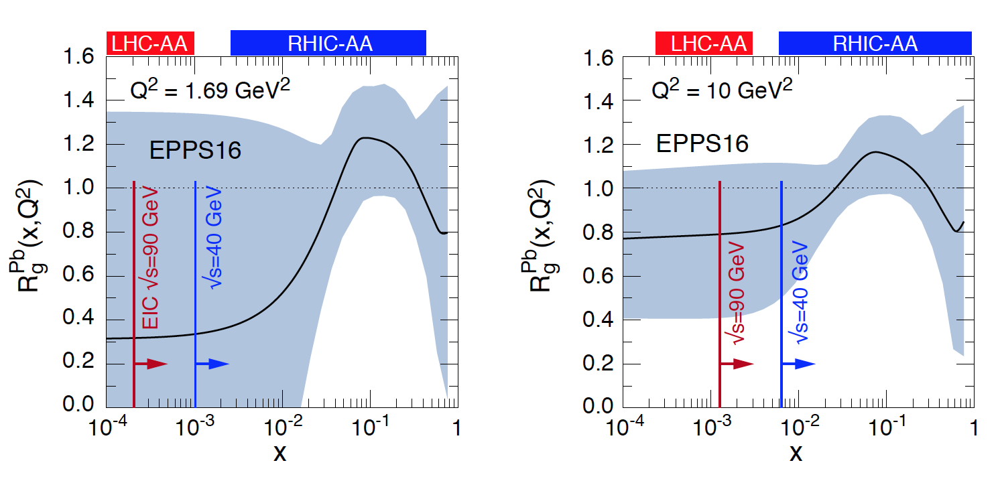 LHC-AA RHIC-AA
1.6
1.4
1.2
1.0
0.8
0.6
0.4
0.2
0.0
Q² = 1.69 GeV²
EPPS16
EIC √s=90 GeV
√s=40 GeV
R_g^Pb(x,Q²)
10⁻⁴ 10⁻³ 10⁻² 10⁻¹ 1
x
LHC-AA RHIC-AA
1.6
1.4
1.2
1.0
0.8
0.6
0.4
0.2
0.0
Q² = 10 GeV²
EPPS16
√s=90 GeV
√s=40 GeV
R_g^Pb(x,Q²)
10⁻⁴ 10⁻³ 10⁻² 10⁻¹ 1
x